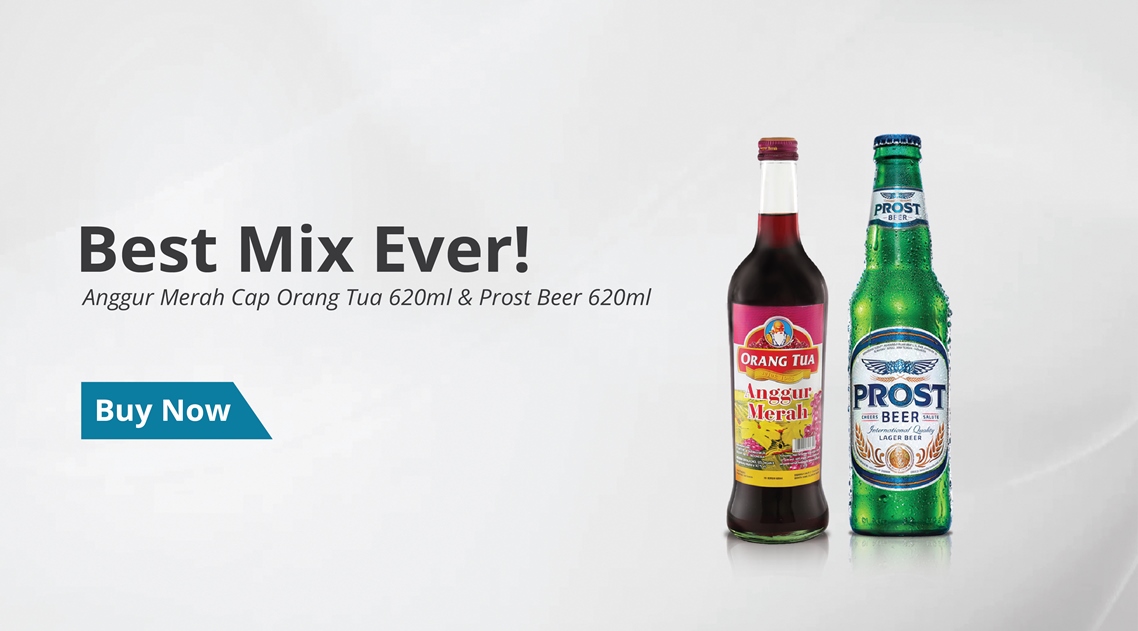 Best Mix Ever!
Anggur Merah Cap Orang Tua 620ml & Prost Beer 620ml
Buy Now
ORANG TUA
Anggur
Merah
PROST
BEER
PROST
CHEERS BEER SALUTE
International Quality
LAGER BEER